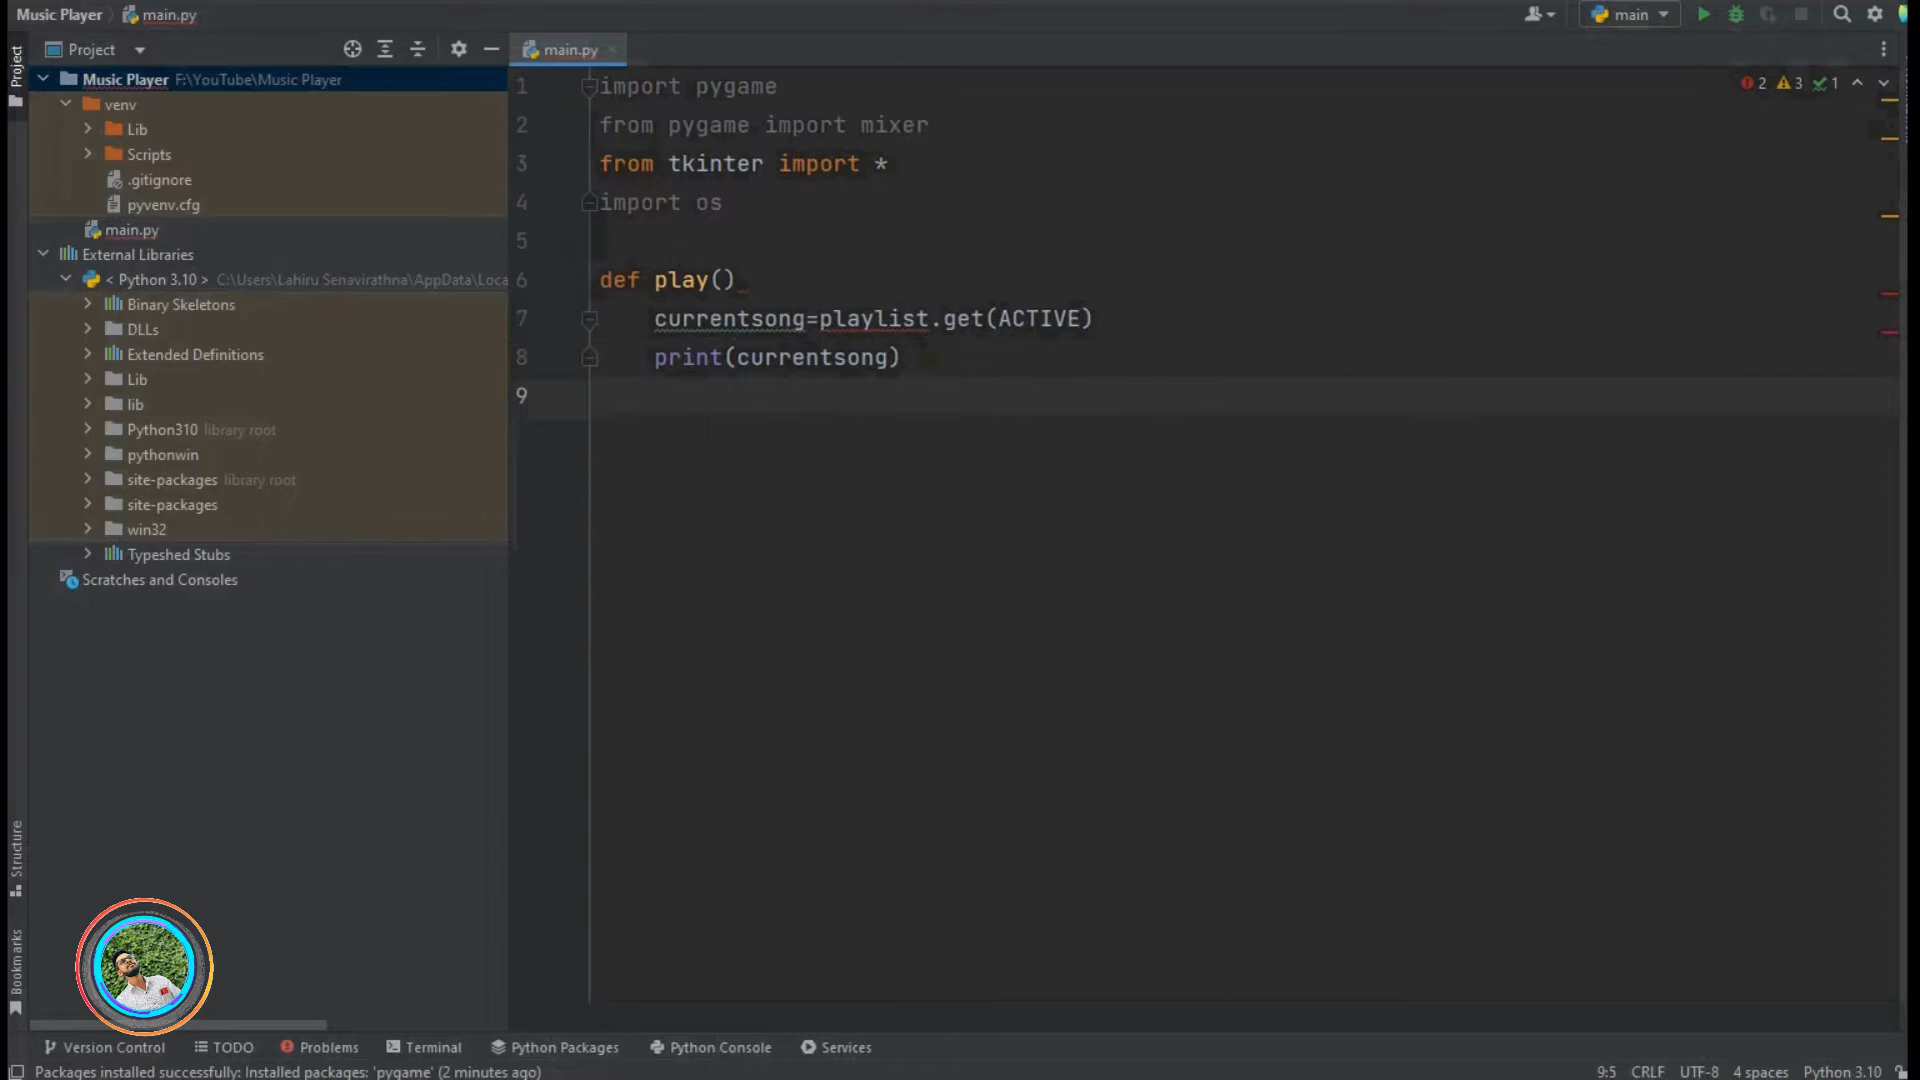 Music Player main.py
main
Project
main.py
Project
Music Player F:\YouTube\Music Player
venv
Lib
Scripts
.gitignore
pyvenv.cfg
main.py
External Libraries
< Python 3.10 > C:\Users\Lahiru Senavirathna\AppData\Loca
Binary Skeletons
DLLs
Extended Definitions
Lib
lib
Python310 library root
pythonwin
site-packages library root
site-packages
win32
Typeshed Stubs
Scratches and Consoles
2 3 1
1 import pygame
2 from pygame import mixer
3 from tkinter import *
4 import os
5
6 def play()
7 currentsong=playlist.get(ACTIVE)
8 print(currentsong)
9
Structure
Bookmarks
Version Control TODO Problems Terminal Python Packages Python Console Services
Packages installed successfully: Installed packages: 'pygame' (2 minutes ago) 9:5 CRLF UTF-8 4 spaces Python 3.10